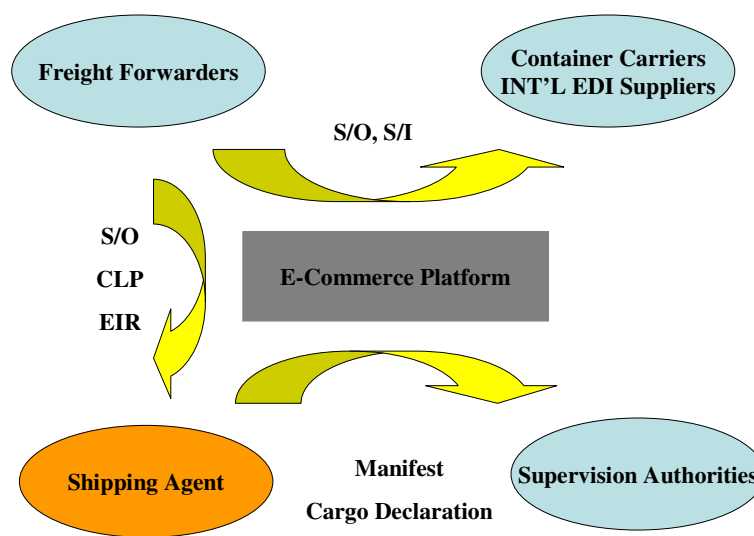 Freight Forwarders
Container Carriers
INT’L EDI Suppliers
S/O, S/I
S/O
CLP
EIR
E-Commerce Platform
Shipping Agent
Manifest
Cargo Declaration
Supervision Authorities